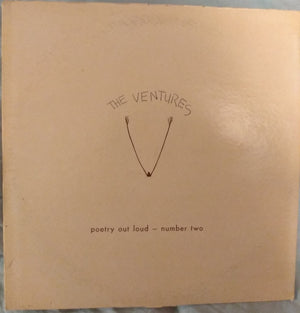 THE VENTURES
poetry out loud – number two